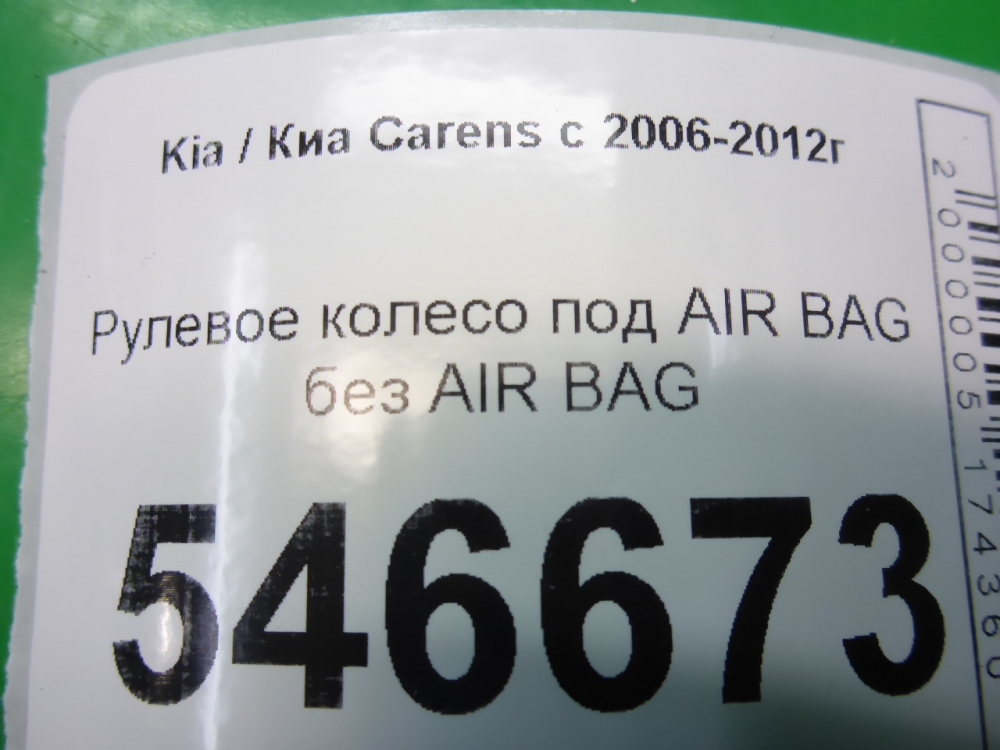 Kia / Киа Carens с 2006-2012г
Рулевое колесо под AIR BAG
без AIR BAG
546673
2000005174360